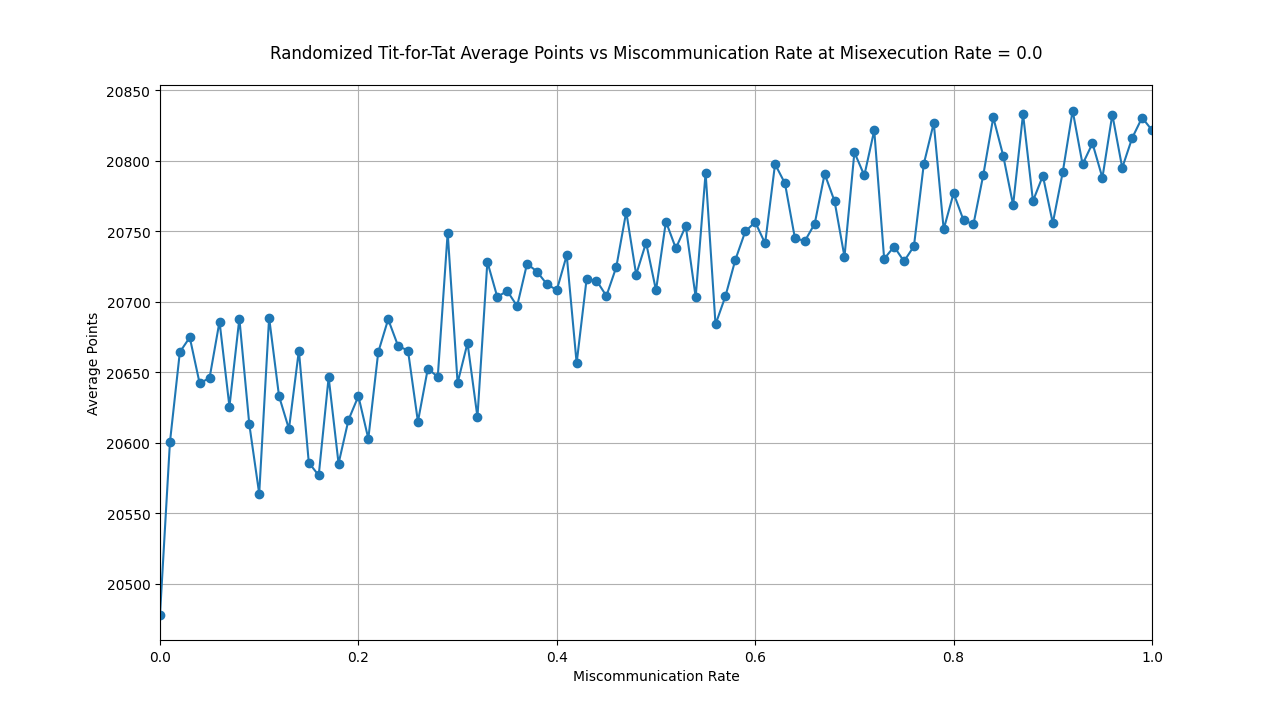 Randomized Tit-for-Tat Average Points vs Miscommunication Rate at Misexecution Rate = 0.0
20850
20800
20750
20700
20650
20600
20550
20500
Average Points
0.0 0.2 0.4 0.6 0.8 1.0
Miscommunication Rate